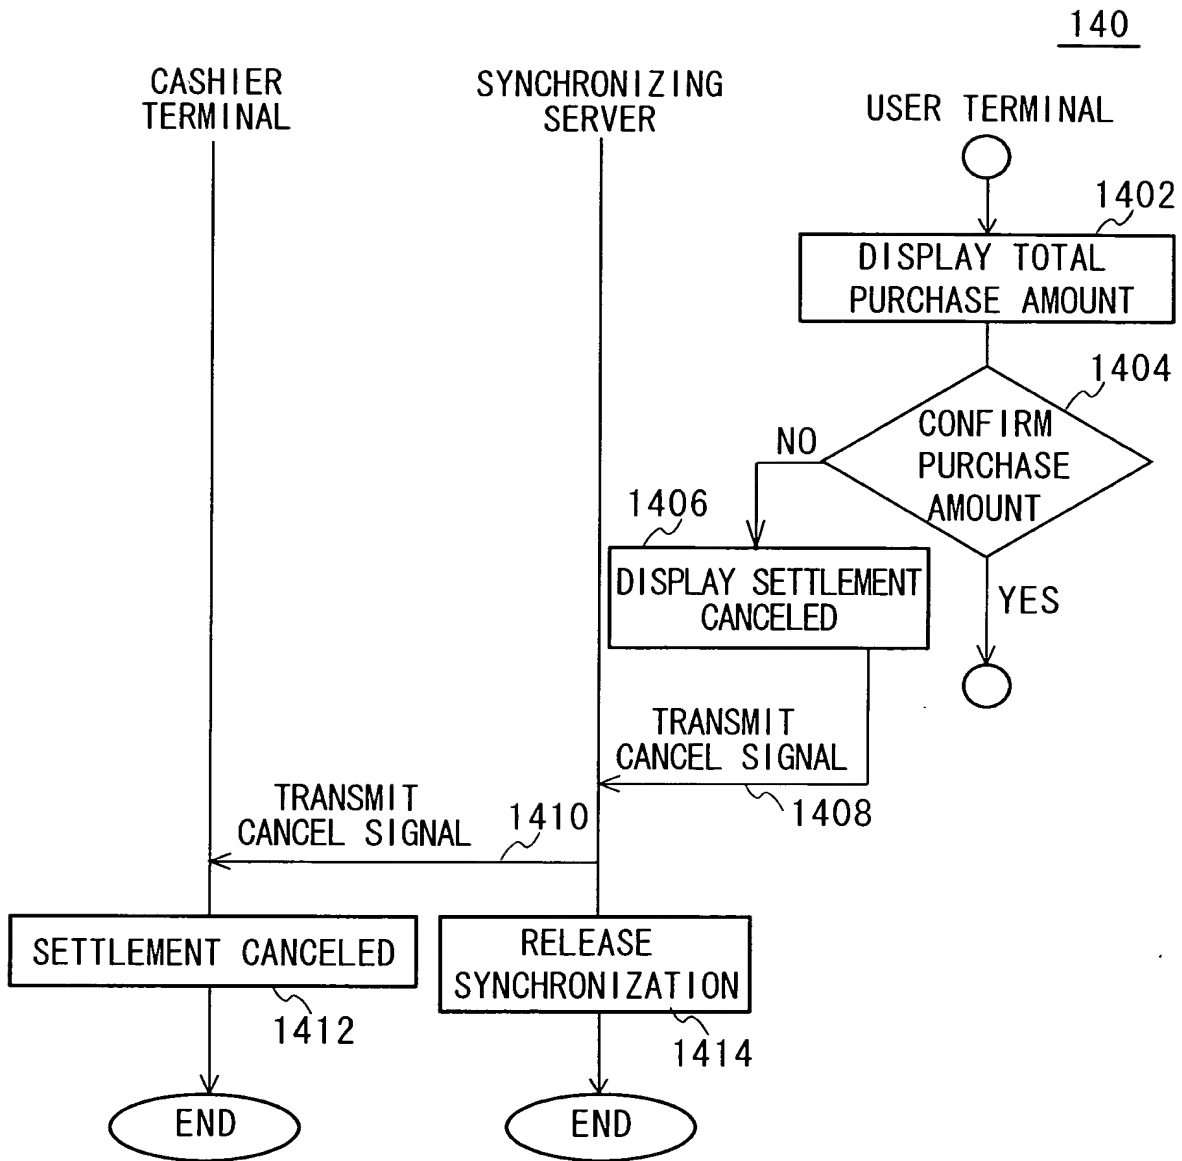 140
CASHIER
TERMINAL
SYNCHRONIZING
SERVER
USER TERMINAL
1402
DISPLAY TOTAL
PURCHASE AMOUNT
1404
CONFIRM
PURCHASE
AMOUNT
NO
YES
1406
DISPLAY SETTLEMENT
CANCELED
TRANSMIT
CANCEL SIGNAL
1408
TRANSMIT
CANCEL SIGNAL
1410
SETTLEMENT CANCELED
1412
RELEASE
SYNCHRONIZATION
1414
END
END